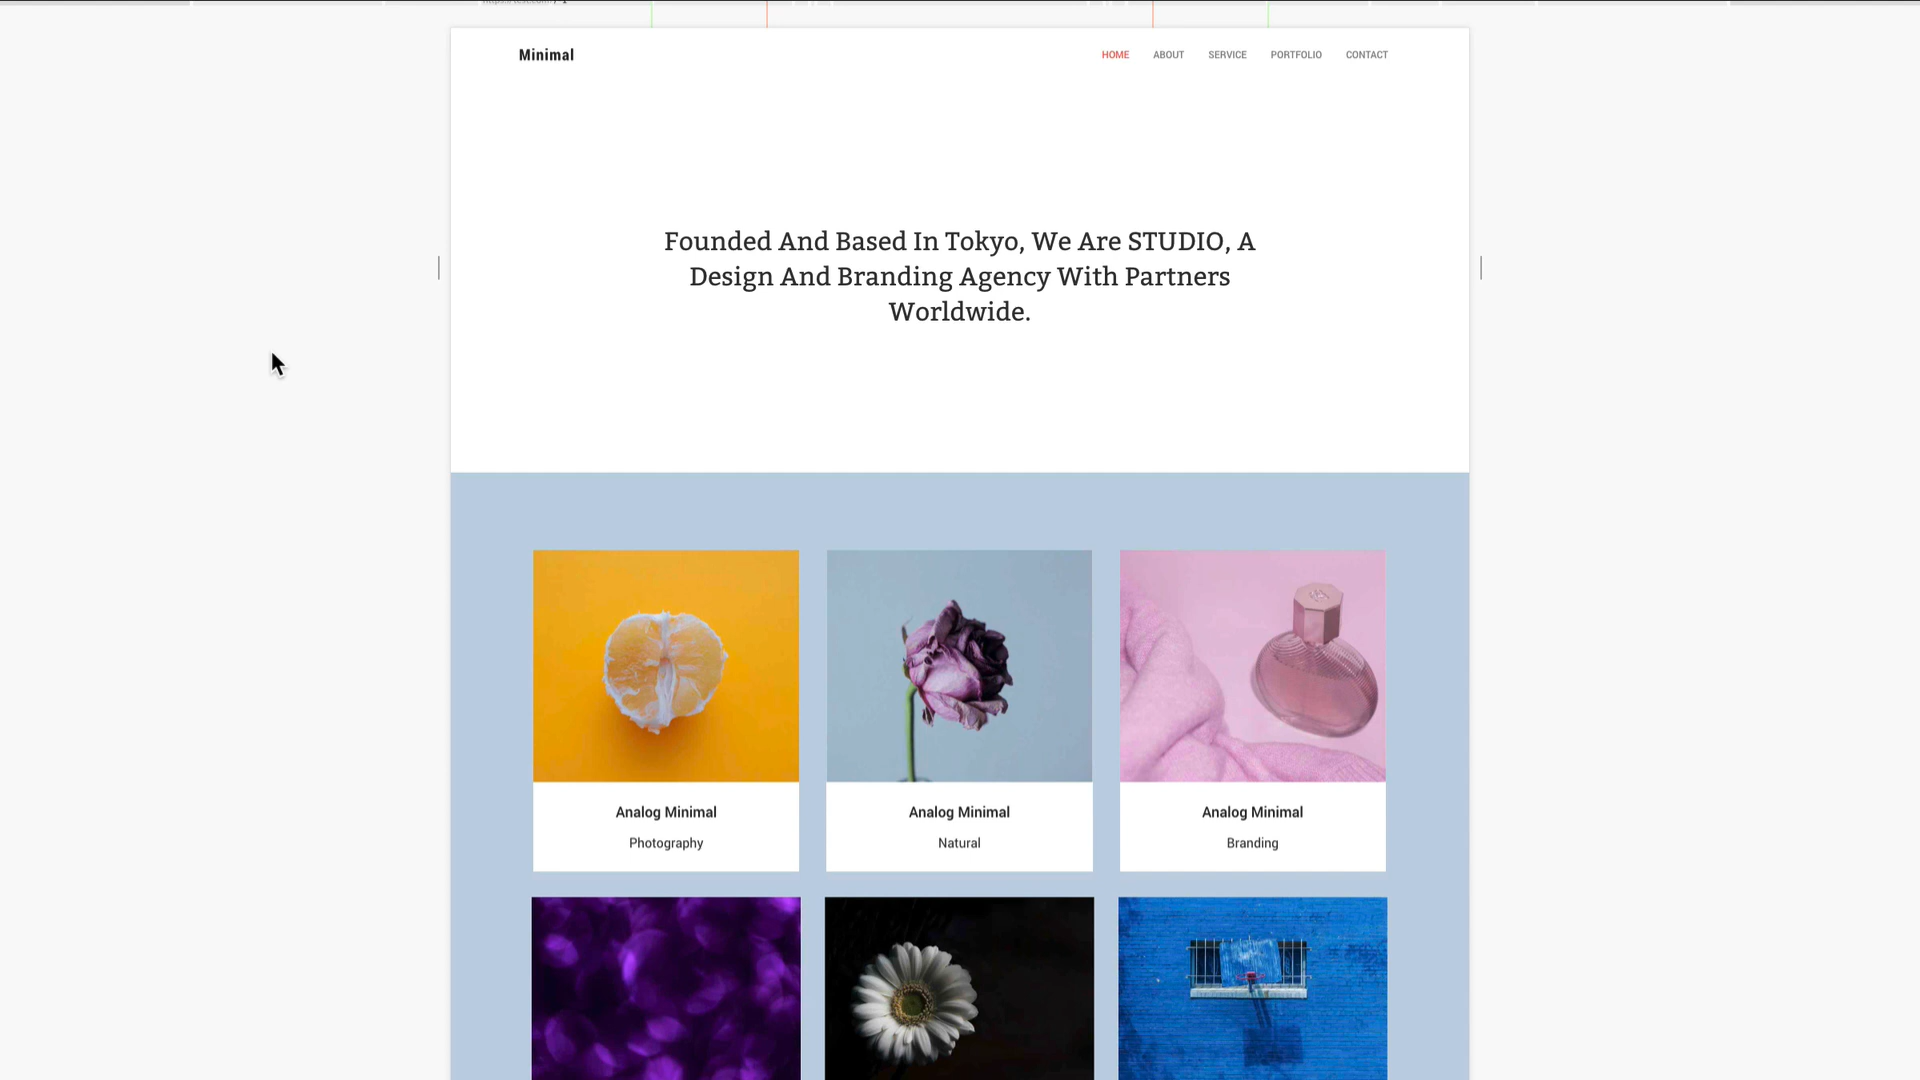 Minimal
HOME ABOUT SERVICE PORTFOLIO CONTACT
Founded And Based In Tokyo, We Are STUDIO, A
Design And Branding Agency With Partners
Worldwide.
Analog Minimal
Photography
Analog Minimal
Natural
Analog Minimal
Branding